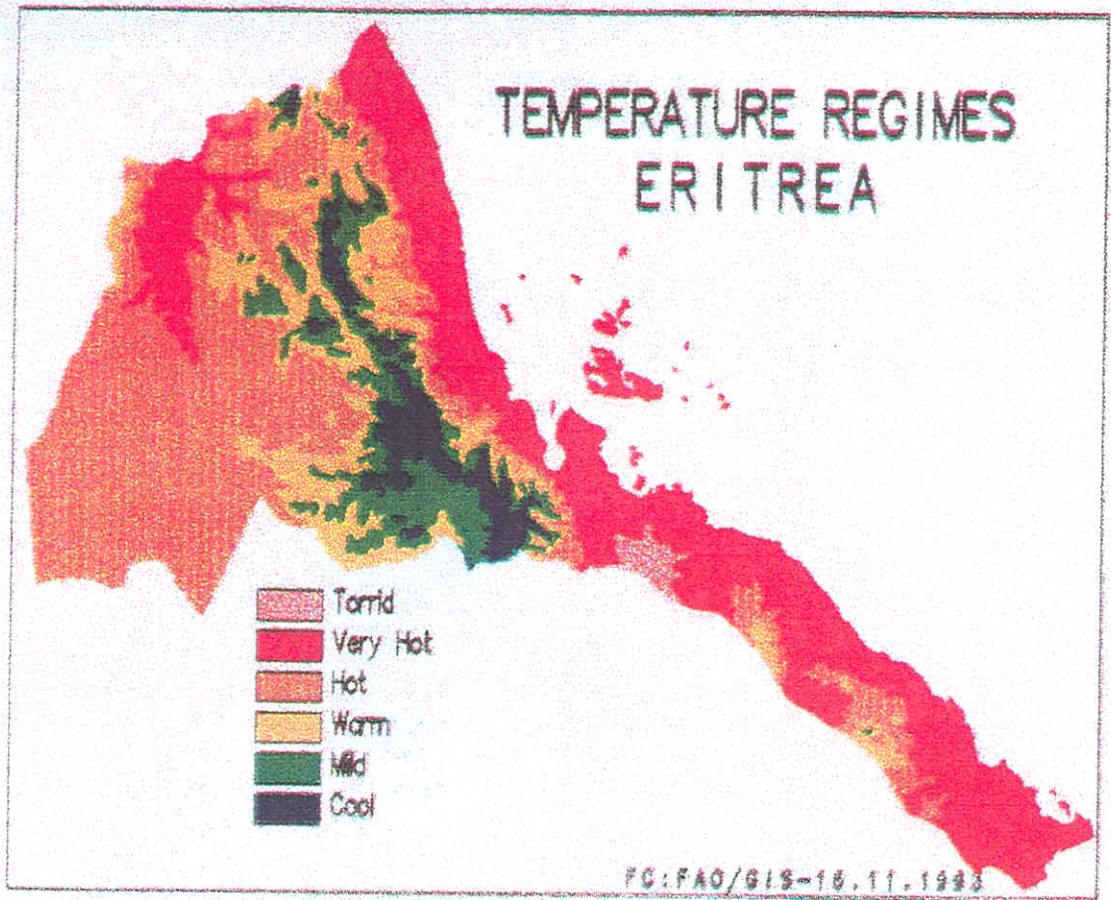 TEMPERATURE REGIMES
ERITREA
Torrid
Very Hot
Hot
Warm
Mild
Cool
FC:FAO/GIS-16.11.1993